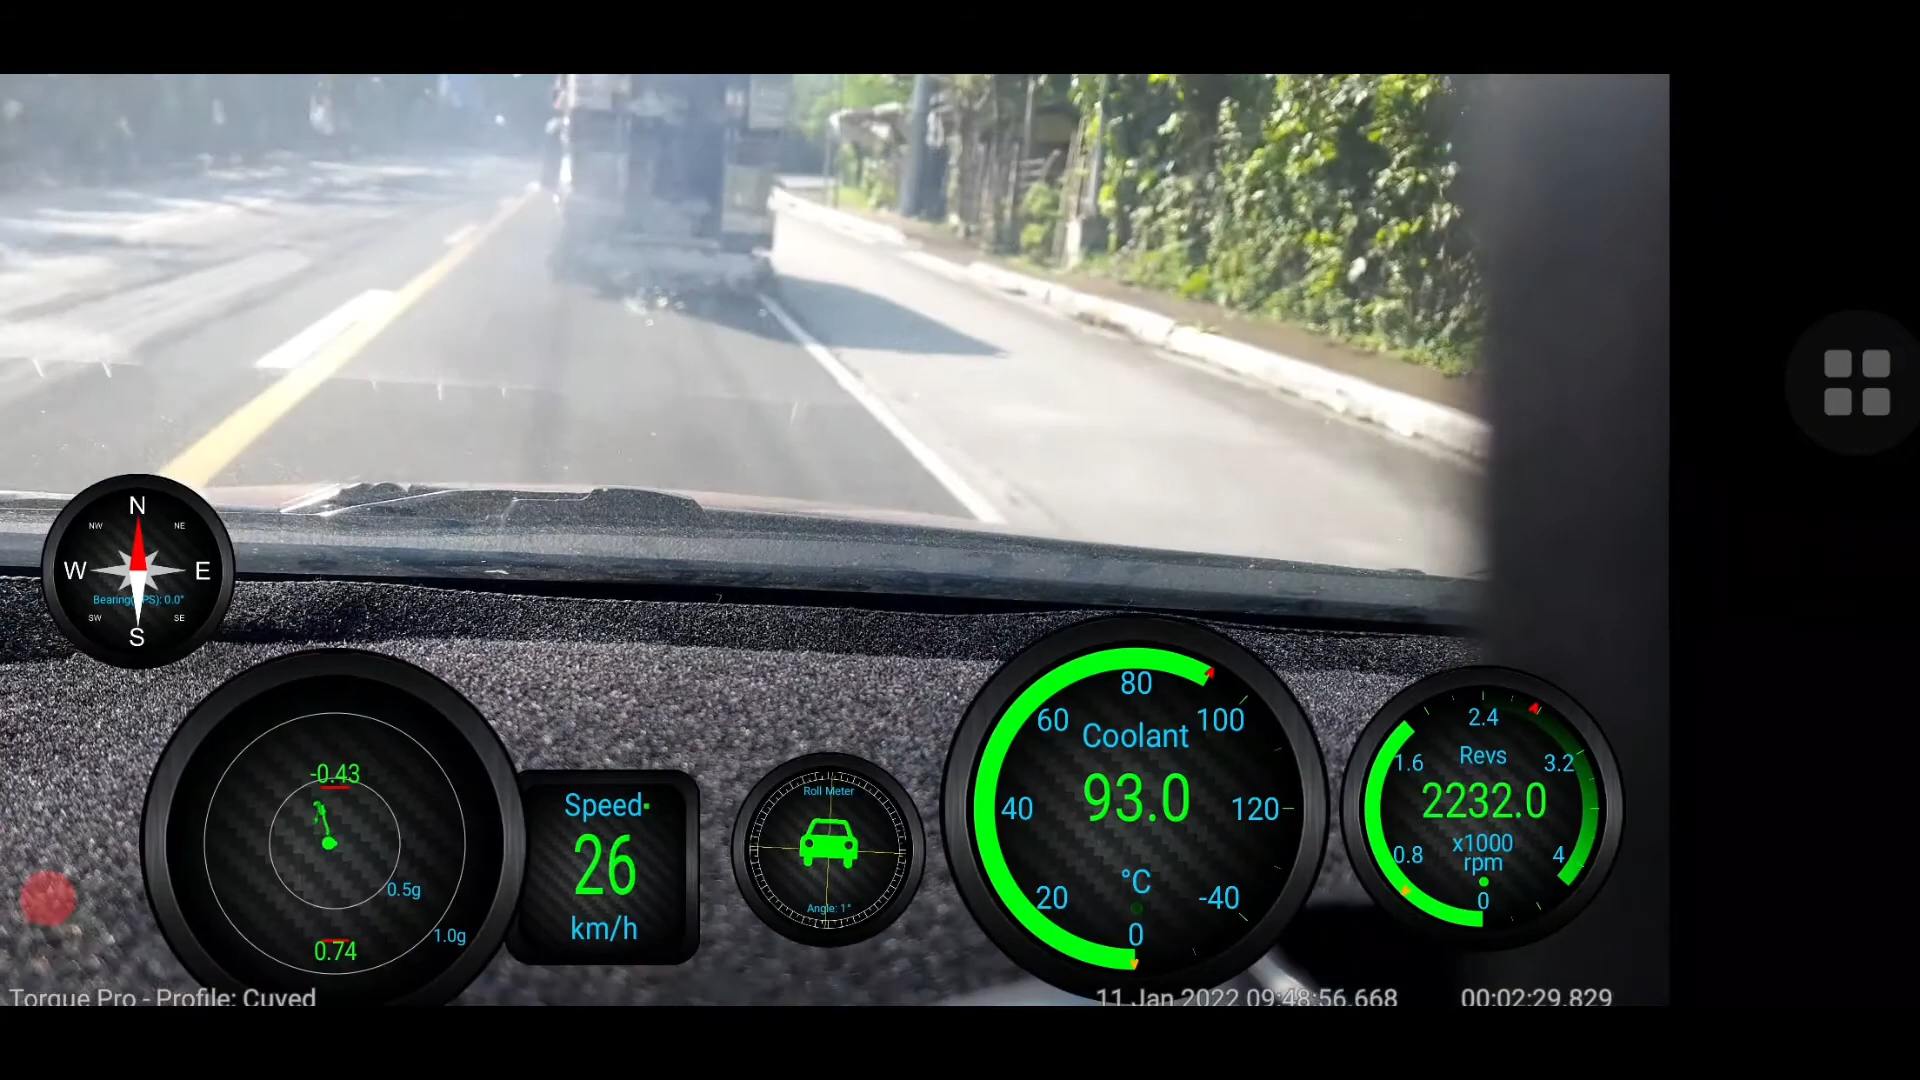 N
NW
NE
W
E
Bearing(GPS): 0.0°
SW
SE
S
-0.43
0.5g
1.0g
0.74
Speed
26
km/h
Roll Meter
Angle: 1°
80
60
100
Coolant
93.0
40
120
°C
20
-40
0
2.4
1.6
Revs
3.2
2232.0
x1000
rpm
0.8
4
0
Torque Pro - Profile: Cuved
11 Jan 2022 09:48:56.668
00:02:29.829